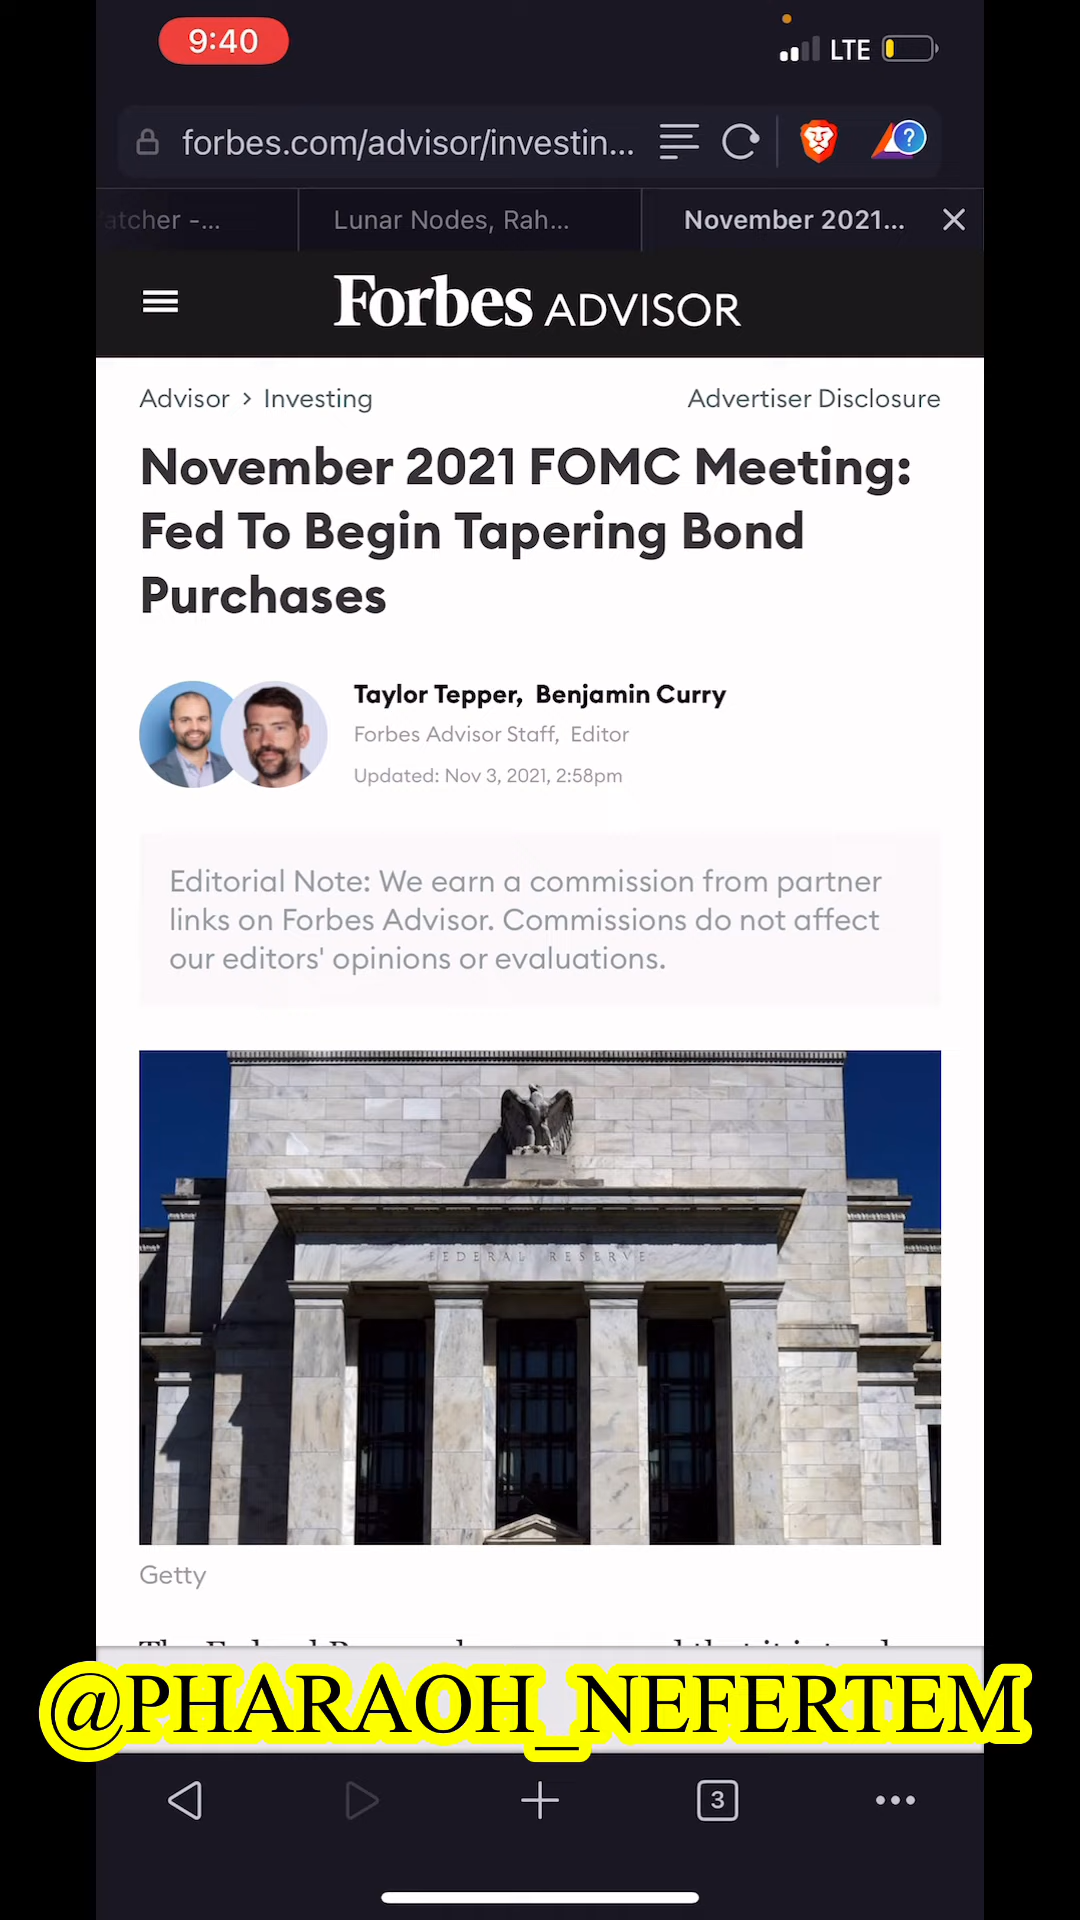 9:40
LTE
forbes.com/advisor/investin...
?
atcher -...
Lunar Nodes, Rah...
November 2021...
Forbes ADVISOR
Advisor > Investing
Advertiser Disclosure
November 2021 FOMC Meeting:
Fed To Begin Tapering Bond
Purchases
Taylor Tepper, Benjamin Curry
Forbes Advisor Staff, Editor
Updated: Nov 3, 2021, 2:58pm
Editorial Note: We earn a commission from partner
links on Forbes Advisor. Commissions do not affect
our editors' opinions or evaluations.
FEDERAL RESERVE
Getty
@PHARAOH_NEFERTEM
3